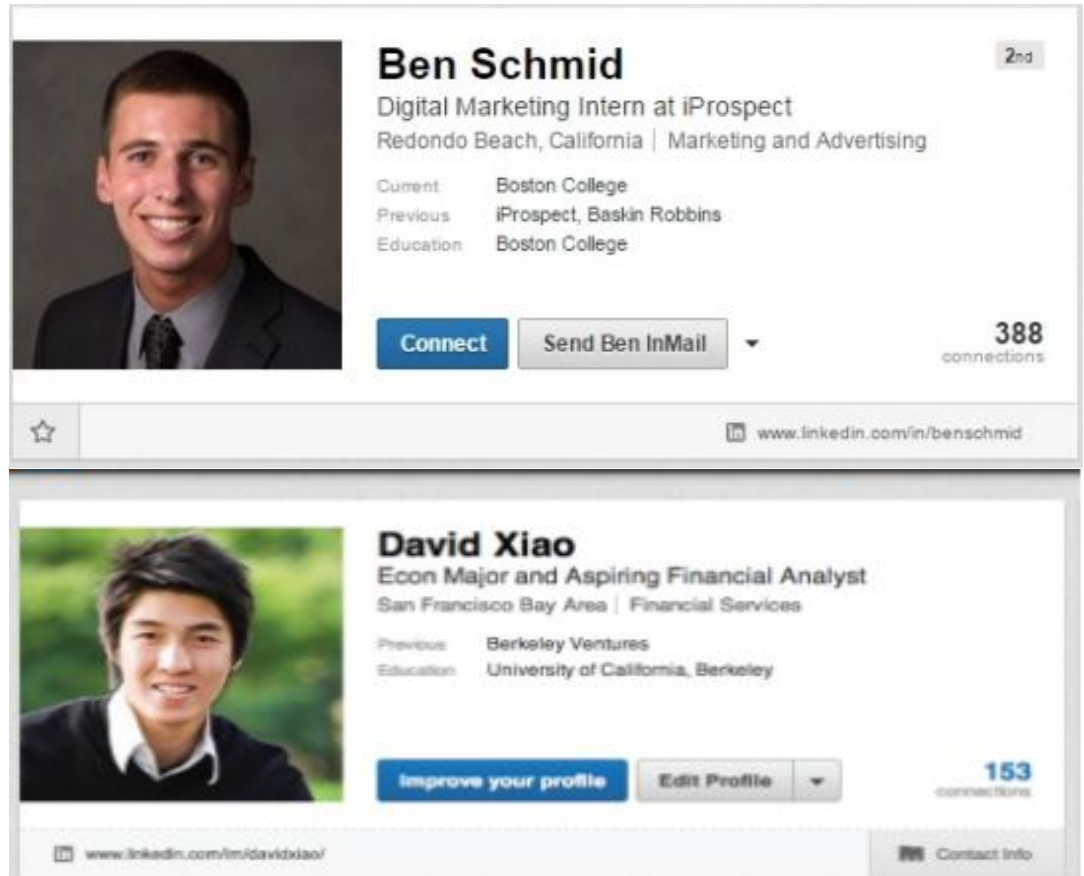 Ben Schmid
2nd
Digital Marketing Intern at iProspect
Redondo Beach, California | Marketing and Advertising
Current Boston College
Previous iProspect, Baskin Robbins
Education Boston College
Connect Send Ben InMail
388
connections
in www.linkedin.com/in/benschmid
David Xiao
Econ Major and Aspiring Financial Analyst
San Francisco Bay Area | Financial Services
Previous Berkeley Ventures
Education University of California, Berkeley
Improve your profile Edit Profile
153
connections
in www.linkedin.com/im/davidxiao/
Contact Info